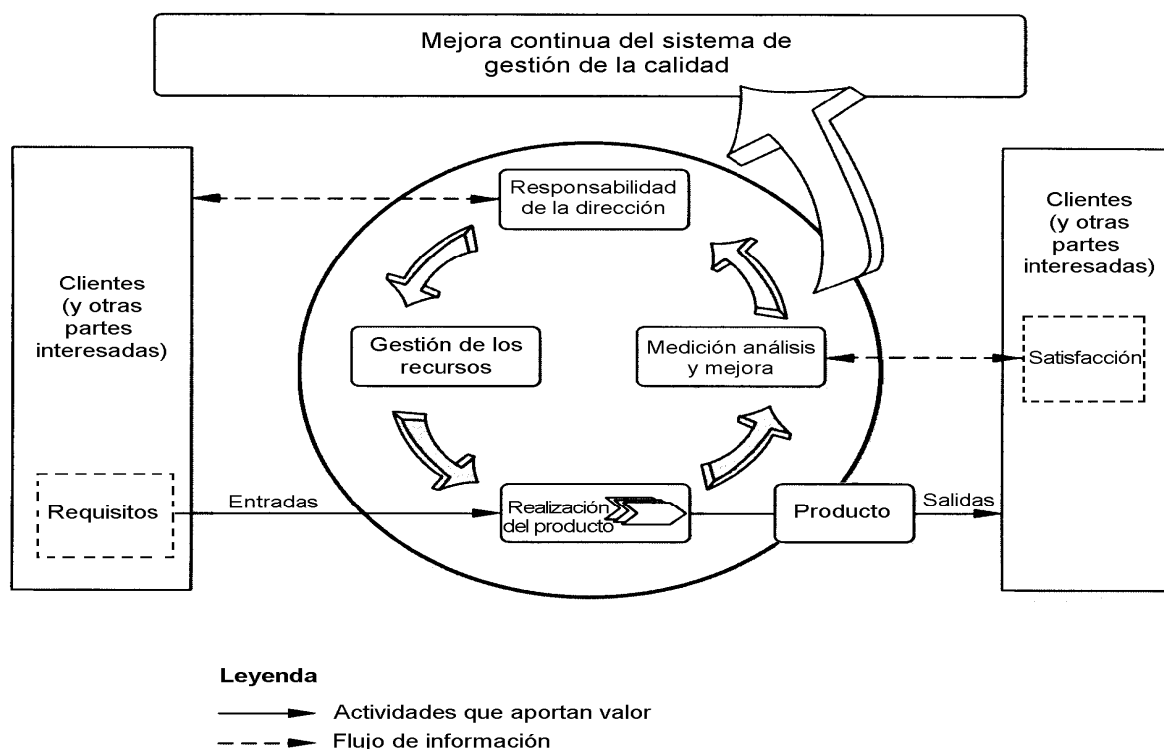 Mejora continua del sistema de
gestión de la calidad
Responsabilidad
de la dirección
Clientes
(y otras
partes
interesadas)
Clientes
(y otras
partes
interesadas)
Gestión de los
recursos
Medición análisis
y mejora
Satisfacción
Requisitos
Entradas
Realización
del producto
Producto
Salidas
Leyenda
Actividades que aportan valor
Flujo de información